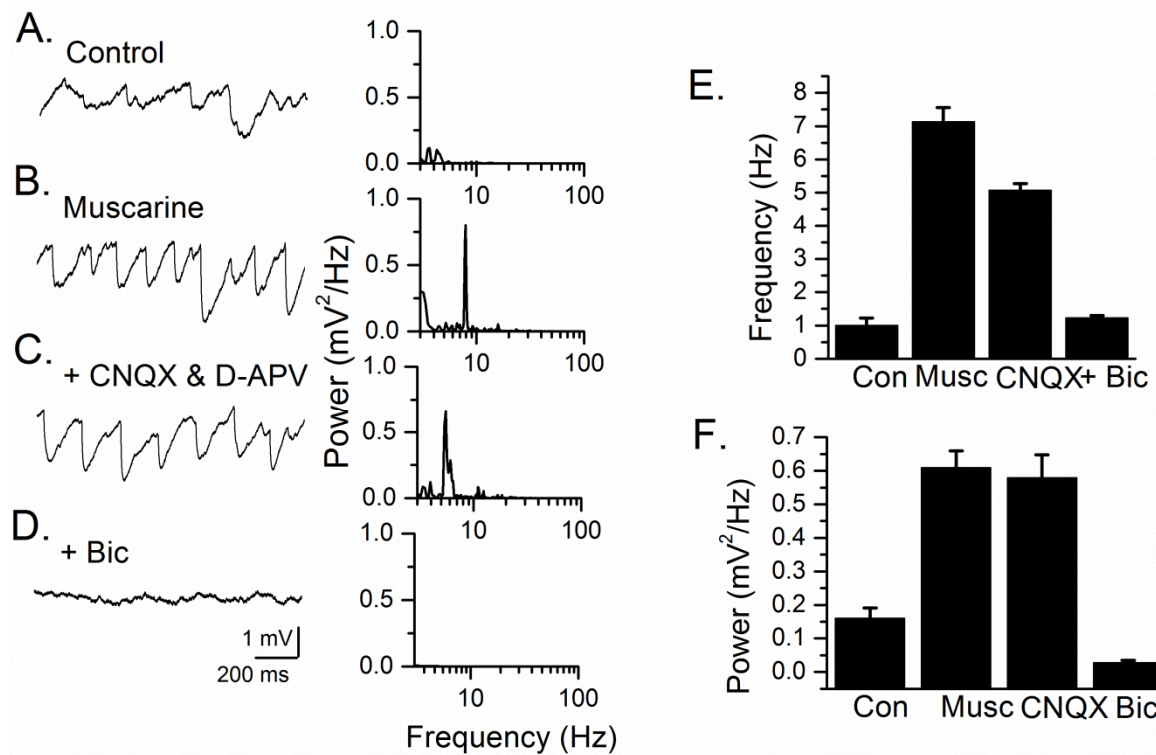 A.
Control
1.0
0.5
0.0
10
100
B.
Muscarine
1.0
0.5
0.0
10
100
C.
+ CNQX & D-APV
1.0
0.5
0.0
10
100
D.
+ Bic
1.0
0.5
0.0
10
100
1 mV
200 ms
Power (mV²/Hz)
Frequency (Hz)
E.
8
7
6
5
4
3
2
1
0
Frequency (Hz)
Con Musc CNQX+ Bic
F.
0.7
0.6
0.5
0.4
0.3
0.2
0.1
0.0
Power (mV²/Hz)
Con Musc CNQX Bic